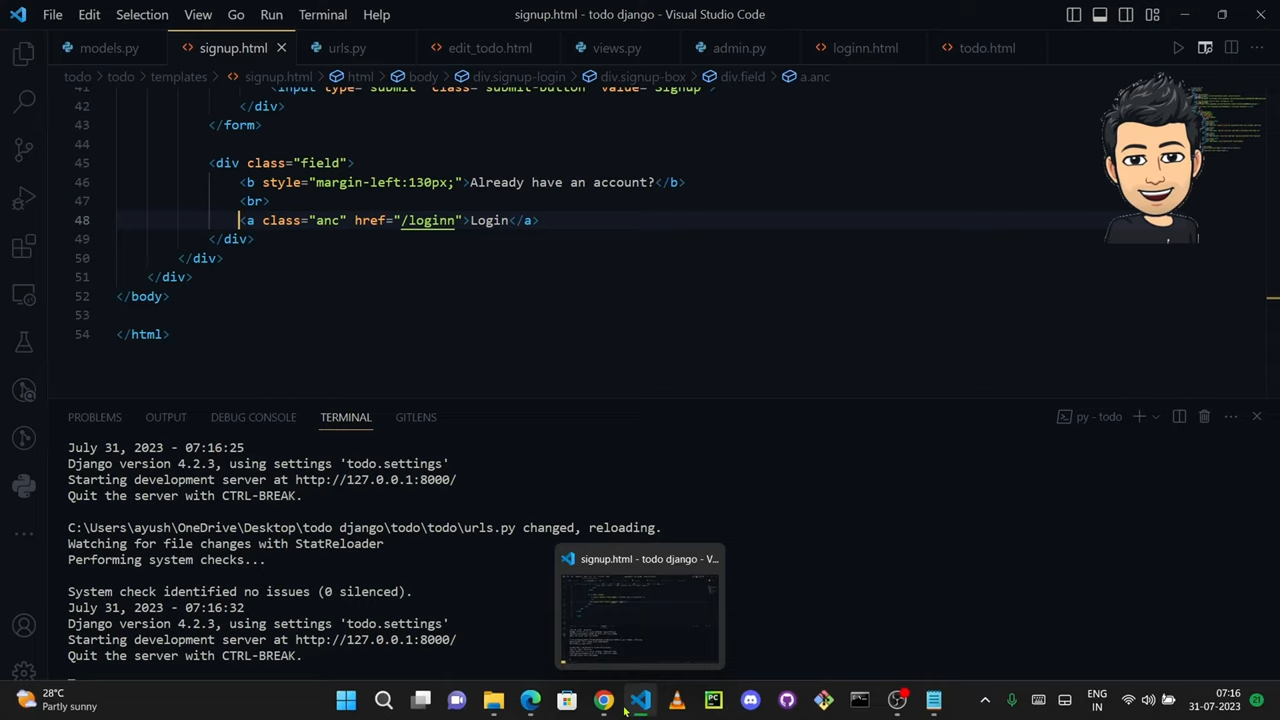 File Edit Selection View Go Run Terminal Help signup.html - todo django - Visual Studio Code
models.py signup.html urls.py edit_todo.html views.py admin.py loginn.html todo.html
todo > todo > templates > signup.html > html > body > div.signup-login > div.signup-box > div.field > a.anc
41 <input type="submit" class="submit-button" value="Signup">
42 </div>
43 </form>
44
45 <div class="field">
46 <b style="margin-left:130px;">Already have an account?</b>
47 <br>
48 <a class="anc" href="/loginn">Login</a>
49 </div>
50 </div>
51 </div>
52 </body>
53
54 </html>
PROBLEMS OUTPUT DEBUG CONSOLE TERMINAL GITLENS py - todo
July 31, 2023 - 07:16:25
Django version 4.2.3, using settings 'todo.settings'
Starting development server at http://127.0.0.1:8000/
Quit the server with CTRL-BREAK.
C:\Users\ayush\OneDrive\Desktop\todo django\todo\todo\urls.py changed, reloading.
Watching for file changes with StatReloader
Performing system checks...
signup.html - todo django - V...
System check identified no issues (0 silenced).
July 31, 2023 - 07:16:32
Django version 4.2.3, using settings 'todo.settings'
Starting development server at http://127.0.0.1:8000/
Quit the server with CTRL-BREAK.
28°C
Partly sunny
PC
ENG
IN
07:16
31-07-2023
21